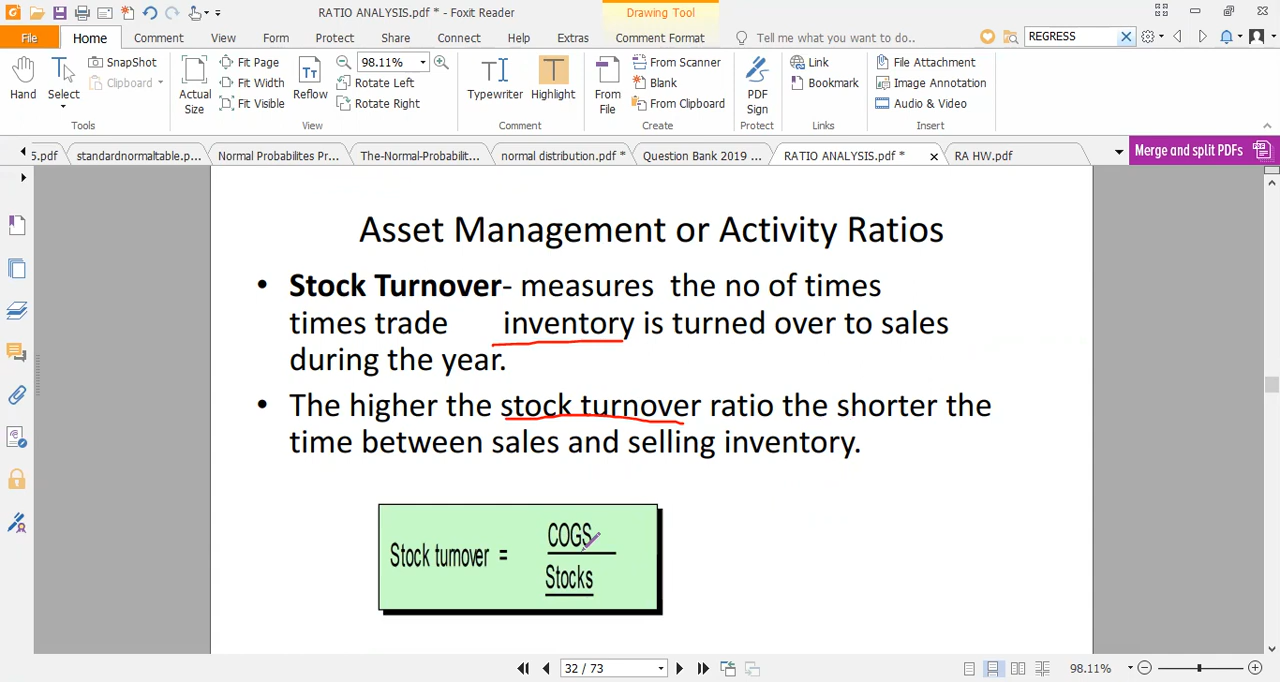 RATIO ANALYSIS.pdf * - Foxit Reader
Drawing Tool
File Home Comment View Form Protect Share Connect Help Extras Comment Format Tell me what you want to do.. REGRESS
SnapShot
Clipboard
Hand Select
Tools
Actual Size
Fit Page
Fit Width
Fit Visible
Reflow
98.11%
Rotate Left
Rotate Right
View
Typewriter Highlight
Comment
From File
From Scanner
Blank
From Clipboard
Create
PDF Sign
Protect
Link
Bookmark
Links
File Attachment
Image Annotation
Audio & Video
Insert
5.pdf standardnormaltable.p... Normal Probabilites Pr... The-Normal-Probabilit... normal distribution.pdf * Question Bank 2019 ... RATIO ANALYSIS.pdf * RA HW.pdf Merge and split PDFs
Asset Management or Activity Ratios
• Stock Turnover- measures the no of times
times trade inventory is turned over to sales
during the year.
• The higher the stock turnover ratio the shorter the
time between sales and selling inventory.
Stock turnover = COGS
Stocks
32 / 73 98.11%